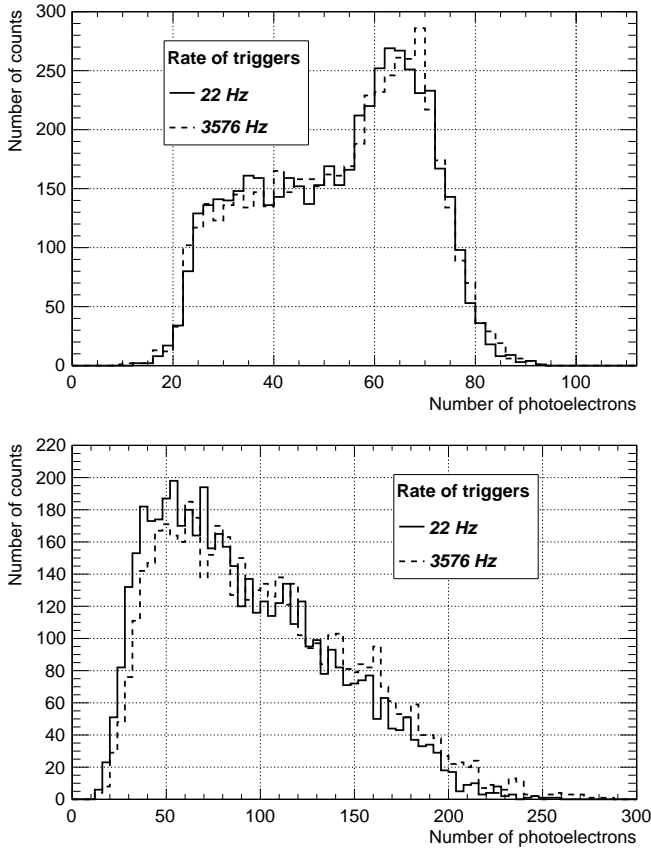 Number of counts
300
250
200
150
100
50
0
Rate of triggers
22 Hz
3576 Hz
0 20 40 60 80 100
Number of photoelectrons
Number of counts
220
200
180
160
140
120
100
80
60
40
20
0
Rate of triggers
22 Hz
3576 Hz
0 50 100 150 200 250 300
Number of photoelectrons